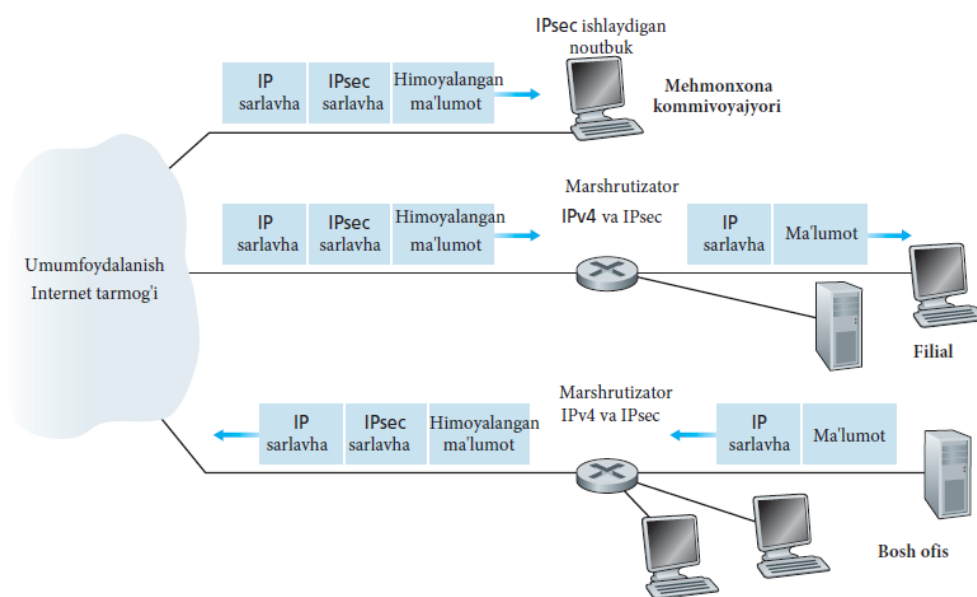 IPsec ishlaydigan
noutbuk
IP
sarlavha
IPsec
sarlavha
Himoyalangan
ma'lumot
Mehmonxona
kommivoyajyori
Marshrutizator
IPv4 va IPsec
IP
sarlavha
IPsec
sarlavha
Himoyalangan
ma'lumot
IP
sarlavha
Ma'lumot
Umumfoydalanish
Internet tarmog'i
Filial
Marshrutizator
IPv4 va IPsec
IP
sarlavha
IPsec
sarlavha
Himoyalangan
ma'lumot
IP
sarlavha
Ma'lumot
Bosh ofis